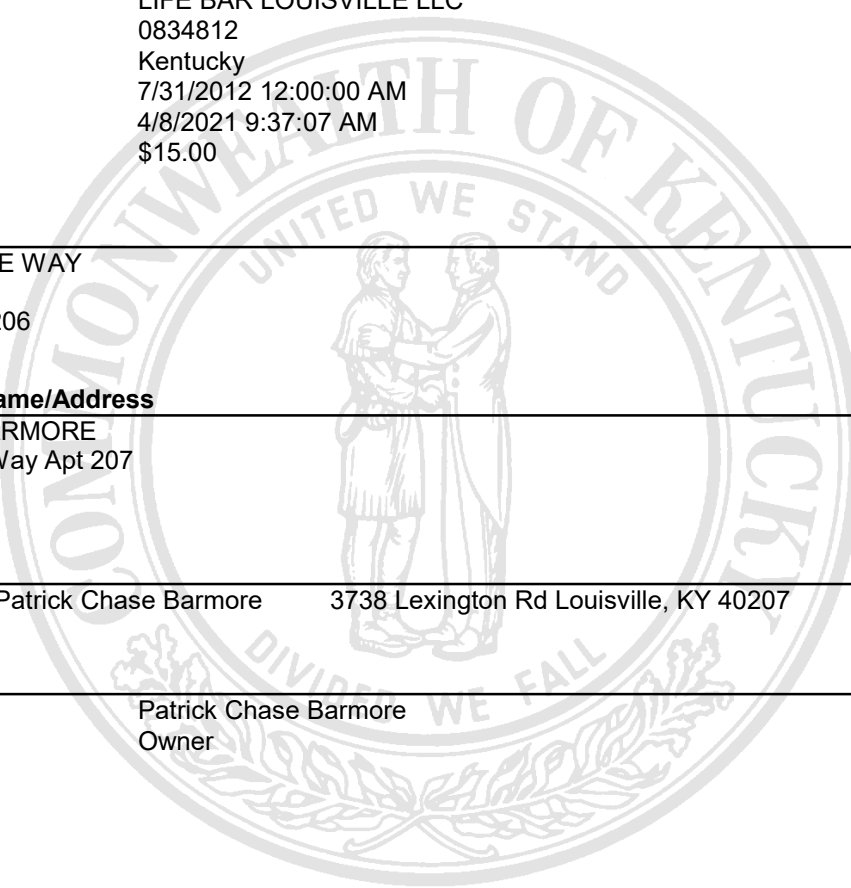 LIFE BAR LOUISVILLE LLC
0834812
Kentucky
7/31/2012 12:00:00 AM
4/8/2021 9:37:07 AM
$15.00
E WAY
206
ame/Address
RMORE
Way Apt 207
Patrick Chase Barmore 3738 Lexington Rd Louisville, KY 40207
Patrick Chase Barmore
Owner
COMMONWEALTH OF KENTUCKY
UNITED WE STAND
DIVIDED WE FALL